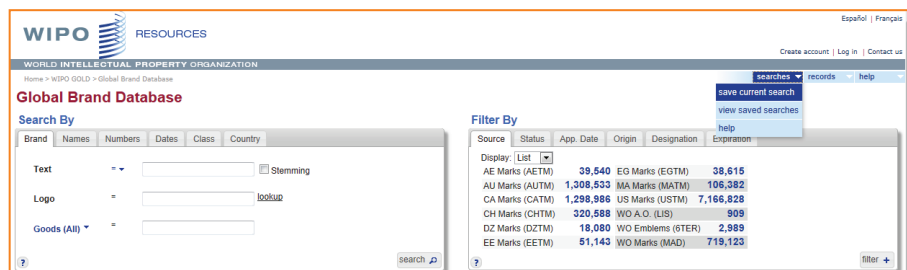 Español | Français
WIPO RESOURCES
Create account | Log in | Contact us
WORLD INTELLECTUAL PROPERTY ORGANIZATION
Home > WIPO GOLD > Global Brand Database
searches records help
save current search
view saved searches
help
Global Brand Database
Search By
Brand Names Numbers Dates Class Country
Text = Stemming
Logo = lookup
Goods (All) =
? search
Filter By
Source Status App. Date Origin Designation Expiration
Display: List
AE Marks (AETM) 39,540 EG Marks (EGTM) 38,615
AU Marks (AUTM) 1,308,533 MA Marks (MATM) 106,382
CA Marks (CATM) 1,298,986 US Marks (USTM) 7,166,828
CH Marks (CHTM) 320,588 WO A.O. (LIS) 909
DZ Marks (DZTM) 18,080 WO Emblems (6TER) 2,989
EE Marks (EETM) 51,143 WO Marks (MAD) 719,123
? filter +